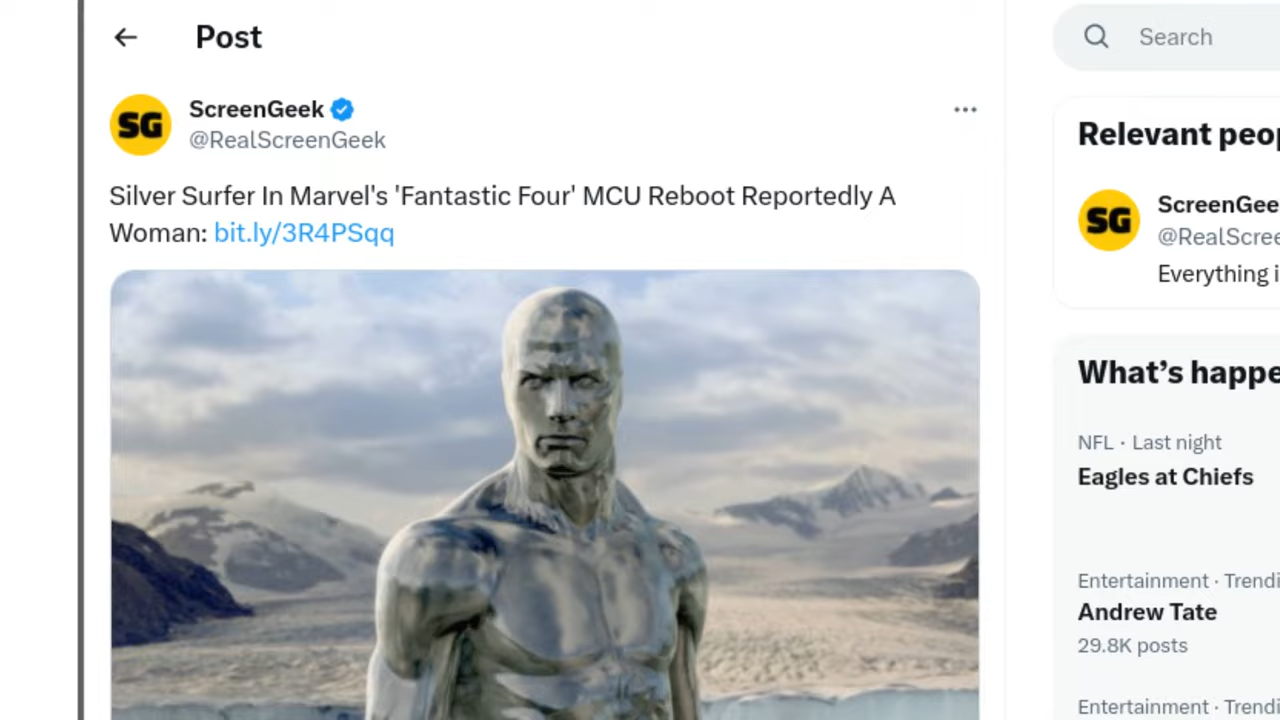 Post
SG
ScreenGeek
@RealScreenGeek
Silver Surfer In Marvel's 'Fantastic Four' MCU Reboot Reportedly A
Woman: bit.ly/3R4PSqq
Search
Relevant peop
SG
ScreenGee
@RealScree
Everything i
What’s happe
NFL · Last night
Eagles at Chiefs
Entertainment · Trendi
Andrew Tate
29.8K posts
Entertainment · Trendi